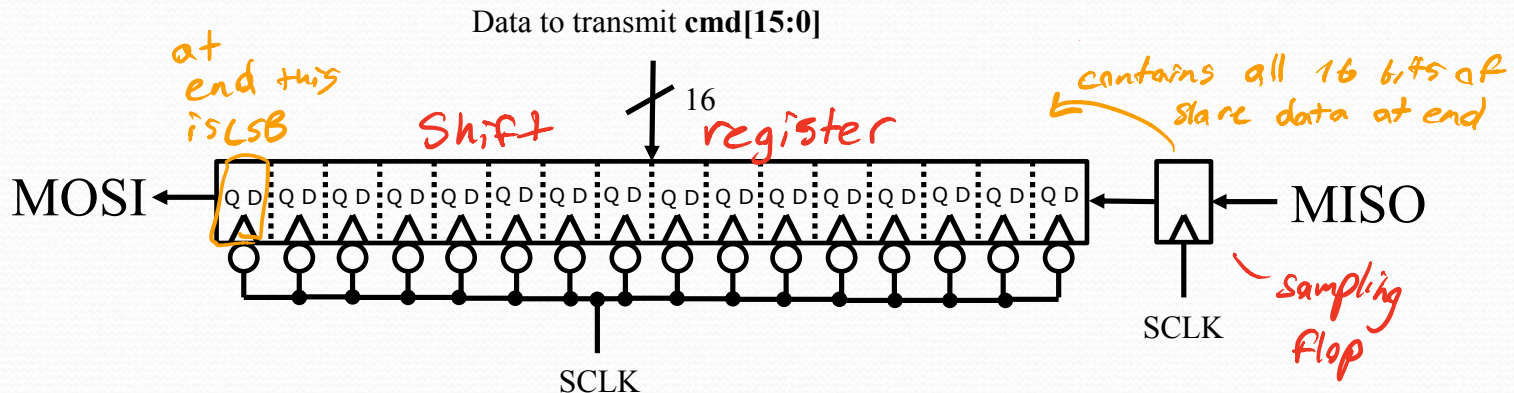 Data to transmit cmd[15:0]
at
end this
is LSB
contains all 16 bits of
slave data at end
16
Shift register
MOSI
Q D Q D Q D Q D Q D Q D Q D Q D Q D Q D Q D Q D Q D Q D Q D Q D
MISO
sampling
flop
SCLK
SCLK